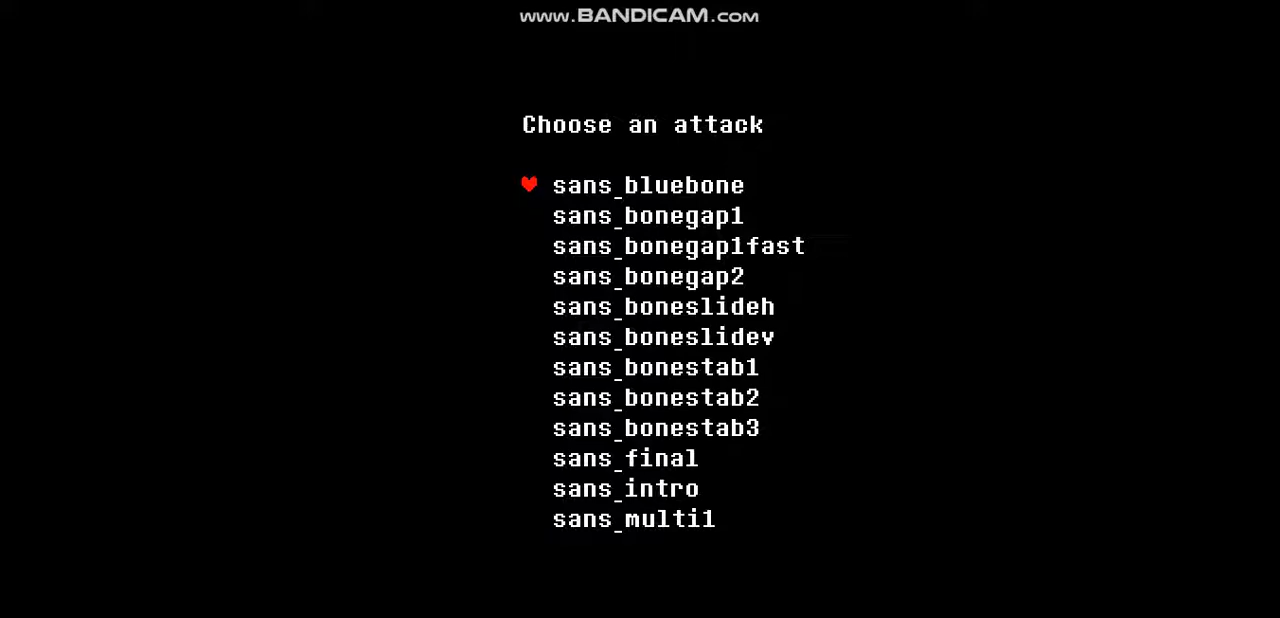 www.BANDICAM.com
Choose an attack
sans_bluebone
sans_bonegap1
sans_bonegap1fast
sans_bonegap2
sans_boneslideh
sans_boneslidev
sans_bonestab1
sans_bonestab2
sans_bonestab3
sans_final
sans_intro
sans_multi1